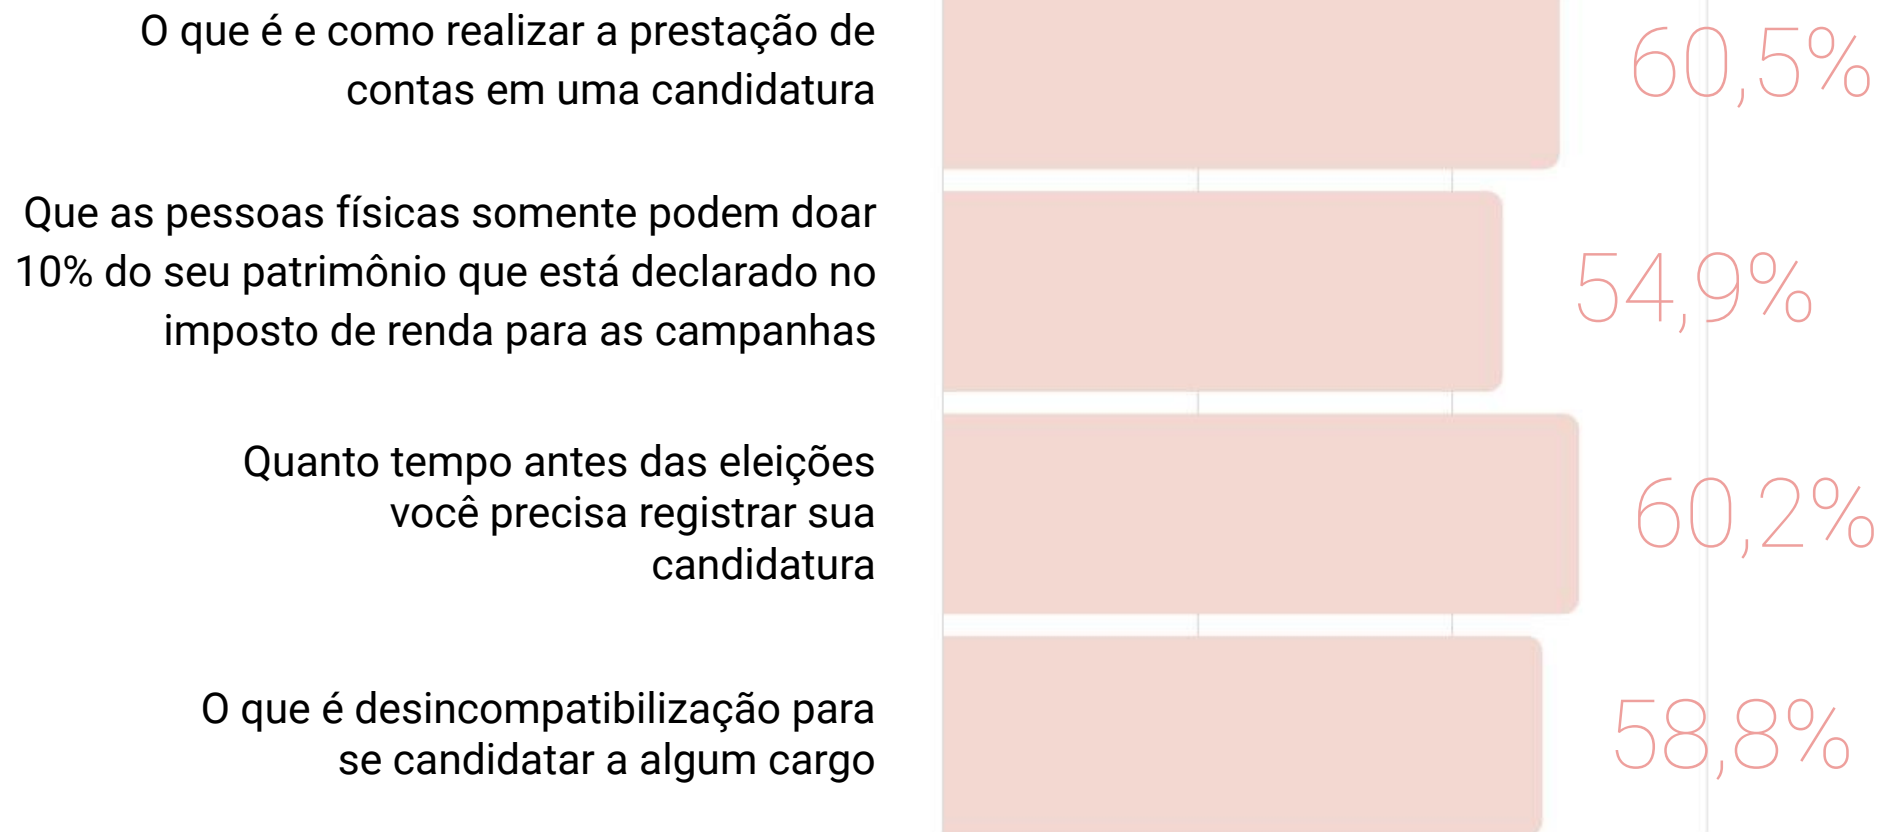 O que é e como realizar a prestação de
contas em uma candidatura
60,5%
Que as pessoas físicas somente podem doar
10% do seu patrimônio que está declarado no
imposto de renda para as campanhas
54,9%
Quanto tempo antes das eleições
você precisa registrar sua
candidatura
60,2%
O que é desincompatibilização para
se candidatar a algum cargo
58,8%